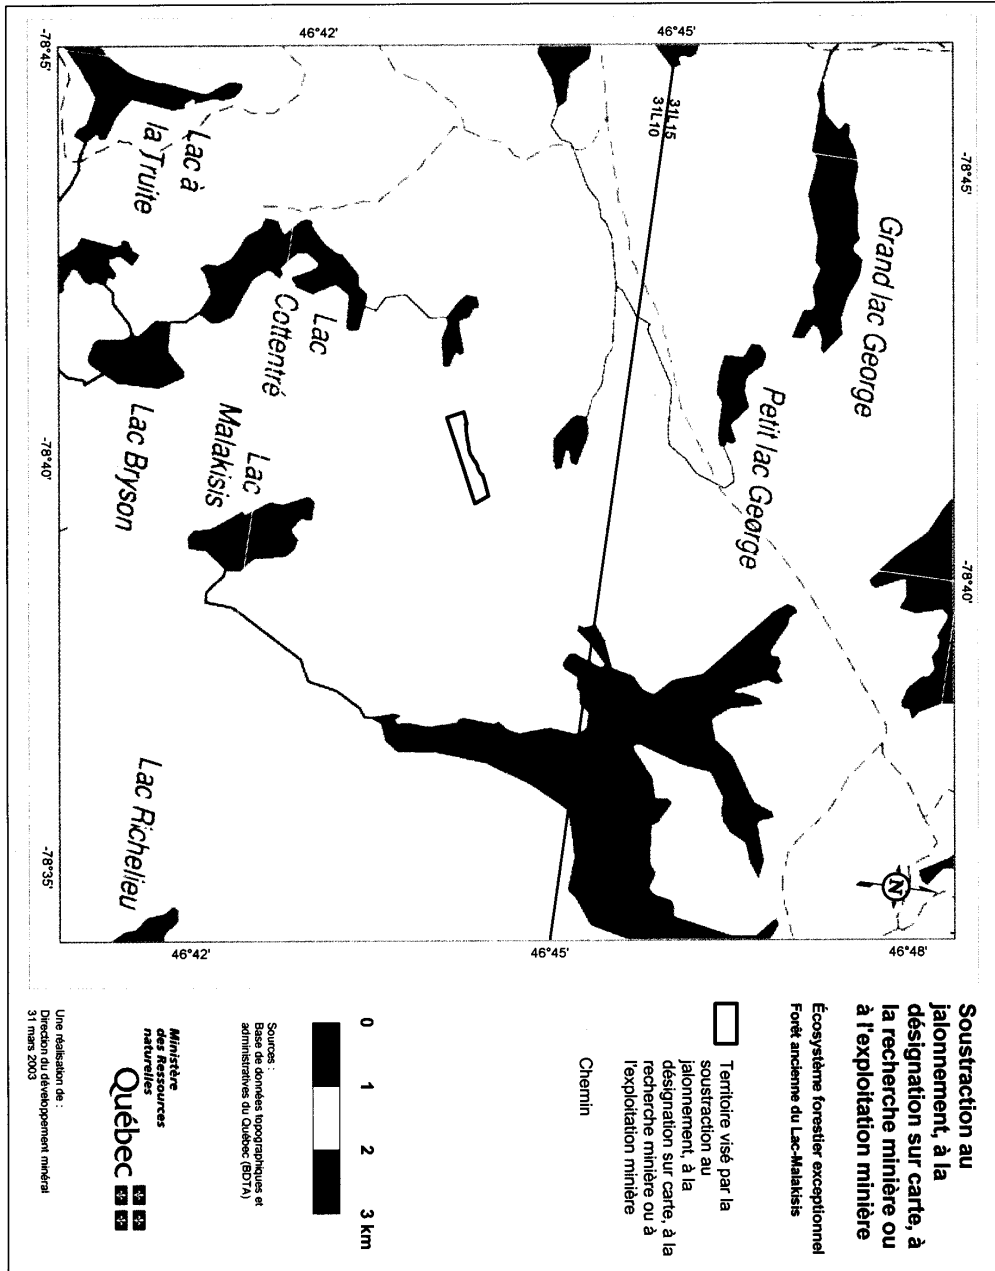 Soustraction au
jalonnement, à la
désignation sur carte, à
la recherche minière ou
à l'exploitation minière
Écosystème forestier exceptionnel
Forêt ancienne du Lac-Malakisis
Territoire visé par la
soustraction au
jalonnement, à la
désignation sur carte, à la
recherche minière ou à
l'exploitation minière
Chemin
0 1 2 3 km
Sources :
Base de données topographiques et
administratives du Québec (BDTA)
Ministère
des Ressources
naturelles
Québec
Une réalisation de :
Direction du développement minéral
31 mars 2003
-78°45'
-78°40'
46°48'
N
Grand lac George
Petit lac George
46°45'
46°45'
31L15
31L10
46°42'
46°42'
Lac
Cottentré
Lac
Malakisis
Lac à
la Truite
Lac Bryson
Lac Richelieu
-78°45'
-78°40'
-78°35'